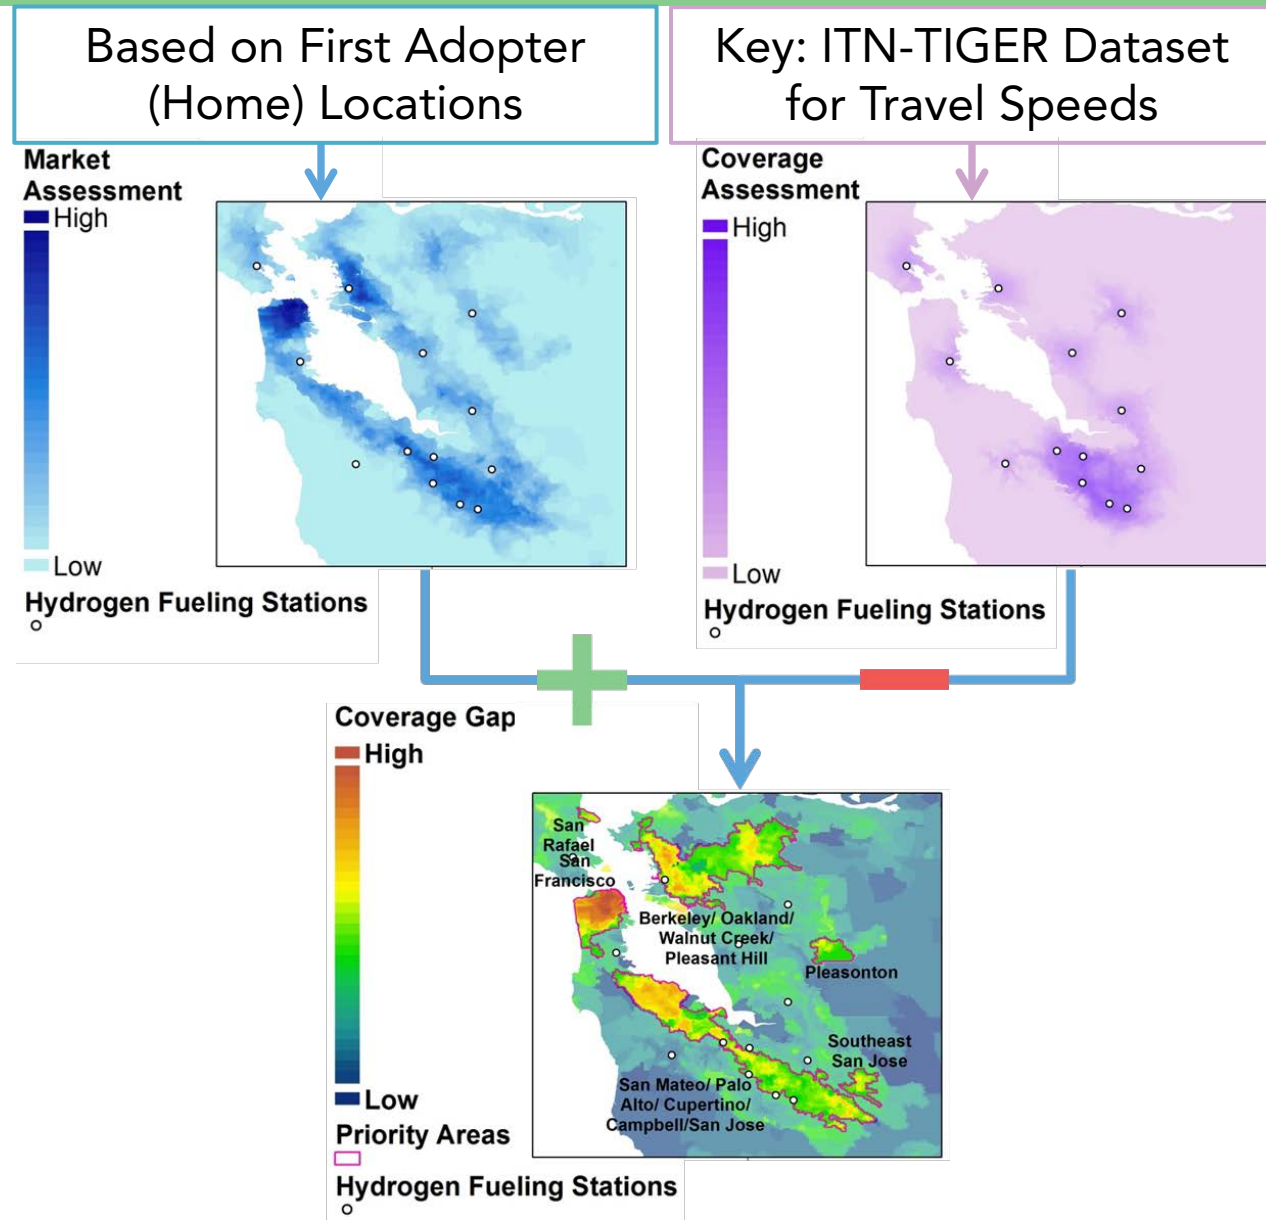 Based on First Adopter
(Home) Locations
Key: ITN-TIGER Dataset
for Travel Speeds
Market
Assessment
High
Low
Hydrogen Fueling Stations
Coverage
Assessment
High
Low
Hydrogen Fueling Stations
Coverage Gap
High
Low
Priority Areas
Hydrogen Fueling Stations
San
Rafael
San
Francisco
Berkeley/ Oakland/
Walnut Creek/
Pleasant Hill
Pleasonton
Southeast
San Jose
San Mateo/ Palo
Alto/ Cupertino/
Campbell/San Jose